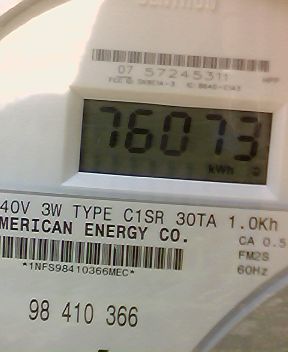 07 57245311
76073
kWh
40V 3W TYPE C1SR 30TA 1.0Kh
MERICAN ENERGY CO.
CA 0.5
*1NFS98410366MEC*
FM2S
60Hz
98 410 366